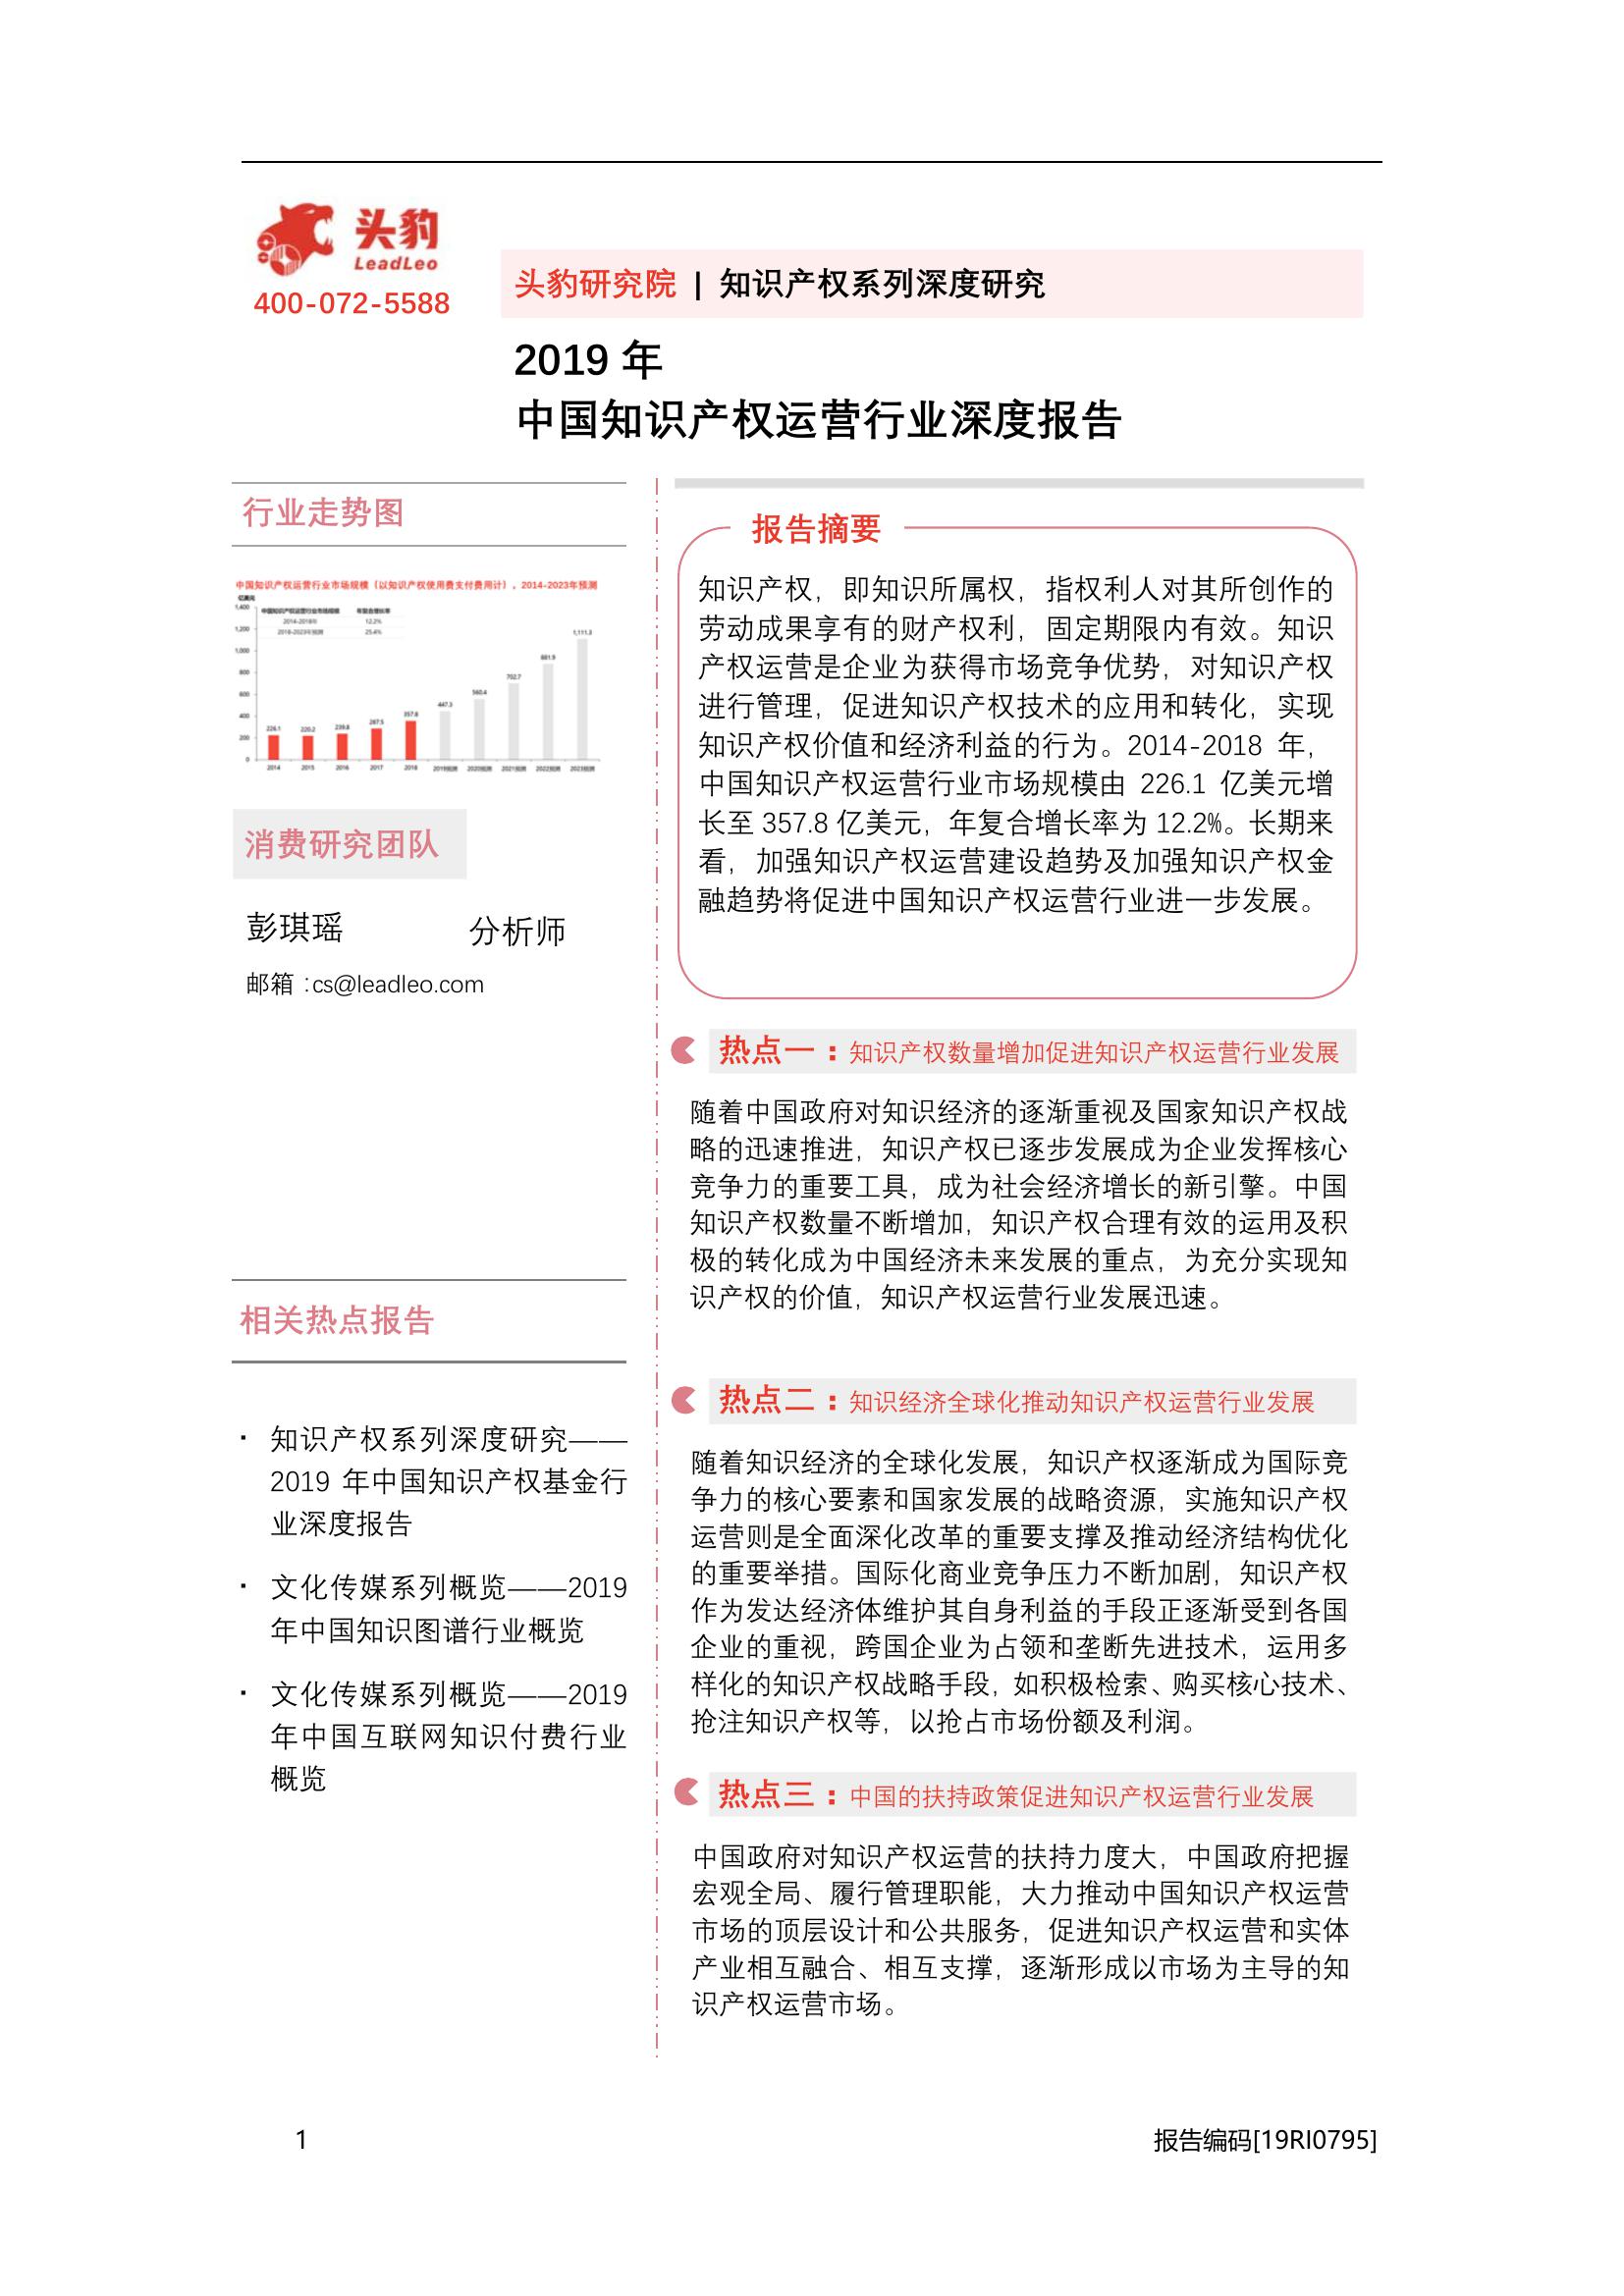 头豹
LeadLeo
400-072-5588
头豹研究院 | 知识产权系列深度研究
2019 年
中国知识产权运营行业深度报告
行业走势图
中国知识产权运营行业市场规模（以知识产权使用费支付费用计），2014-2023年预测
亿美元
中国知识产权运营行业市场规模 年复合增长率
2014-2018年 12.2%
2018-2023年预测 25.4%
1,400
1,200
1,000
800
600
400
200
0
226.1 220.2 239.8 287.5 357.8 447.3 560.4 702.7 881.9 1,111.3
2014 2015 2016 2017 2018 2019预测 2020预测 2021预测 2022预测 2023预测
消费研究团队
彭琪瑶 分析师
邮箱：cs@leadleo.com
相关热点报告
· 知识产权系列深度研究——
2019 年中国知识产权基金行
业深度报告
· 文化传媒系列概览——2019
年中国知识图谱行业概览
· 文化传媒系列概览——2019
年中国互联网知识付费行业
概览
报告摘要
知识产权，即知识所属权，指权利人对其所创作的
劳动成果享有的财产权利，固定期限内有效。知识
产权运营是企业为获得市场竞争优势，对知识产权
进行管理，促进知识产权技术的应用和转化，实现
知识产权价值和经济利益的行为。2014-2018 年，
中国知识产权运营行业市场规模由 226.1 亿美元增
长至 357.8 亿美元，年复合增长率为 12.2%。长期来
看，加强知识产权运营建设趋势及加强知识产权金
融趋势将促进中国知识产权运营行业进一步发展。
热点一：知识产权数量增加促进知识产权运营行业发展
随着中国政府对知识经济的逐渐重视及国家知识产权战
略的迅速推进，知识产权已逐步发展成为企业发挥核心
竞争力的重要工具，成为社会经济增长的新引擎。中国
知识产权数量不断增加，知识产权合理有效的运用及积
极的转化成为中国经济未来发展的重点，为充分实现知
识产权的价值，知识产权运营行业发展迅速。
热点二：知识经济全球化推动知识产权运营行业发展
随着知识经济的全球化发展，知识产权逐渐成为国际竞
争力的核心要素和国家发展的战略资源，实施知识产权
运营则是全面深化改革的重要支撑及推动经济结构优化
的重要举措。国际化商业竞争压力不断加剧，知识产权
作为发达经济体维护其自身利益的手段正逐渐受到各国
企业的重视，跨国企业为占领和垄断先进技术，运用多
样化的知识产权战略手段，如积极检索、购买核心技术、
抢注知识产权等，以抢占市场份额及利润。
热点三：中国的扶持政策促进知识产权运营行业发展
中国政府对知识产权运营的扶持力度大，中国政府把握
宏观全局、履行管理职能，大力推动中国知识产权运营
市场的顶层设计和公共服务，促进知识产权运营和实体
产业相互融合、相互支撑，逐渐形成以市场为主导的知
识产权运营市场。
1 报告编码[19RI0795]